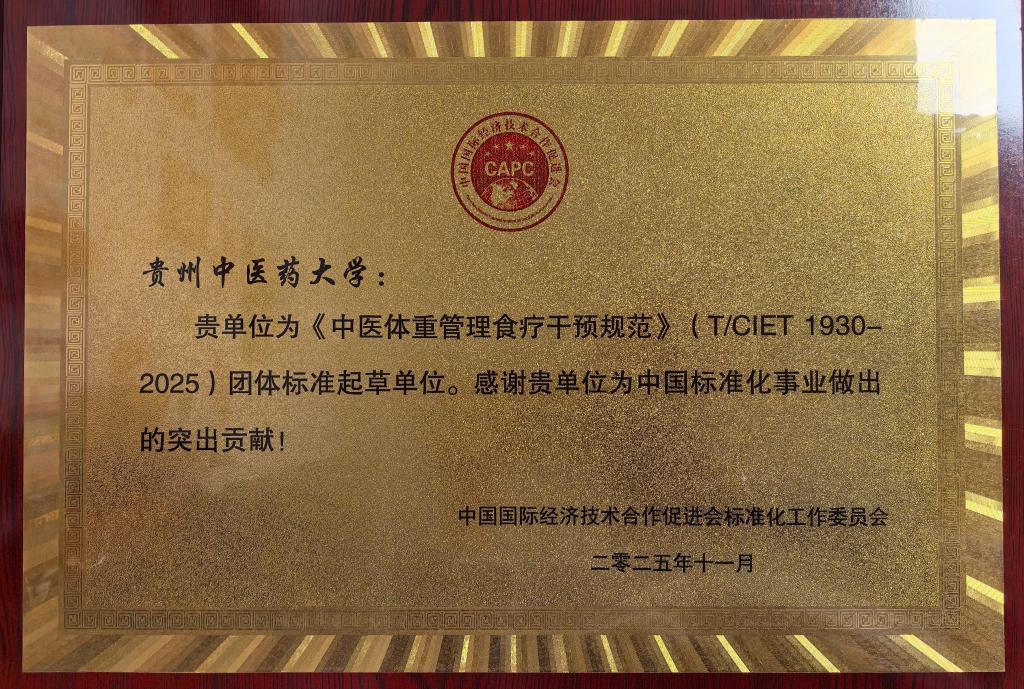 中国国际经济技术合作促进会
CAPC
贵州中医药大学：
贵单位为《中医体重管理食疗干预规范》（T/CIET 1930-
2025）团体标准起草单位。感谢贵单位为中国标准化事业做出
的突出贡献！
中国国际经济技术合作促进会标准化工作委员会
二零二五年十一月